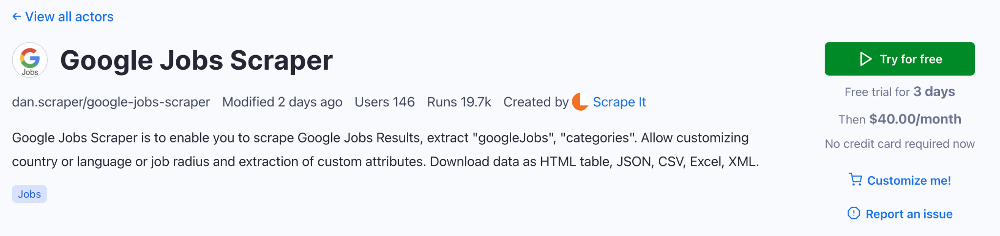 ← View all actors
Jobs
Google Jobs Scraper
dan.scraper/google-jobs-scraper Modified 2 days ago Users 146 Runs 19.7k Created by Scrape It
Google Jobs Scraper is to enable you to scrape Google Jobs Results, extract "googleJobs", "categories". Allow customizing
country or language or job radius and extraction of custom attributes. Download data as HTML table, JSON, CSV, Excel, XML.
Jobs
Try for free
Free trial for 3 days
Then $40.00/month
No credit card required now
Customize me!
Report an issue